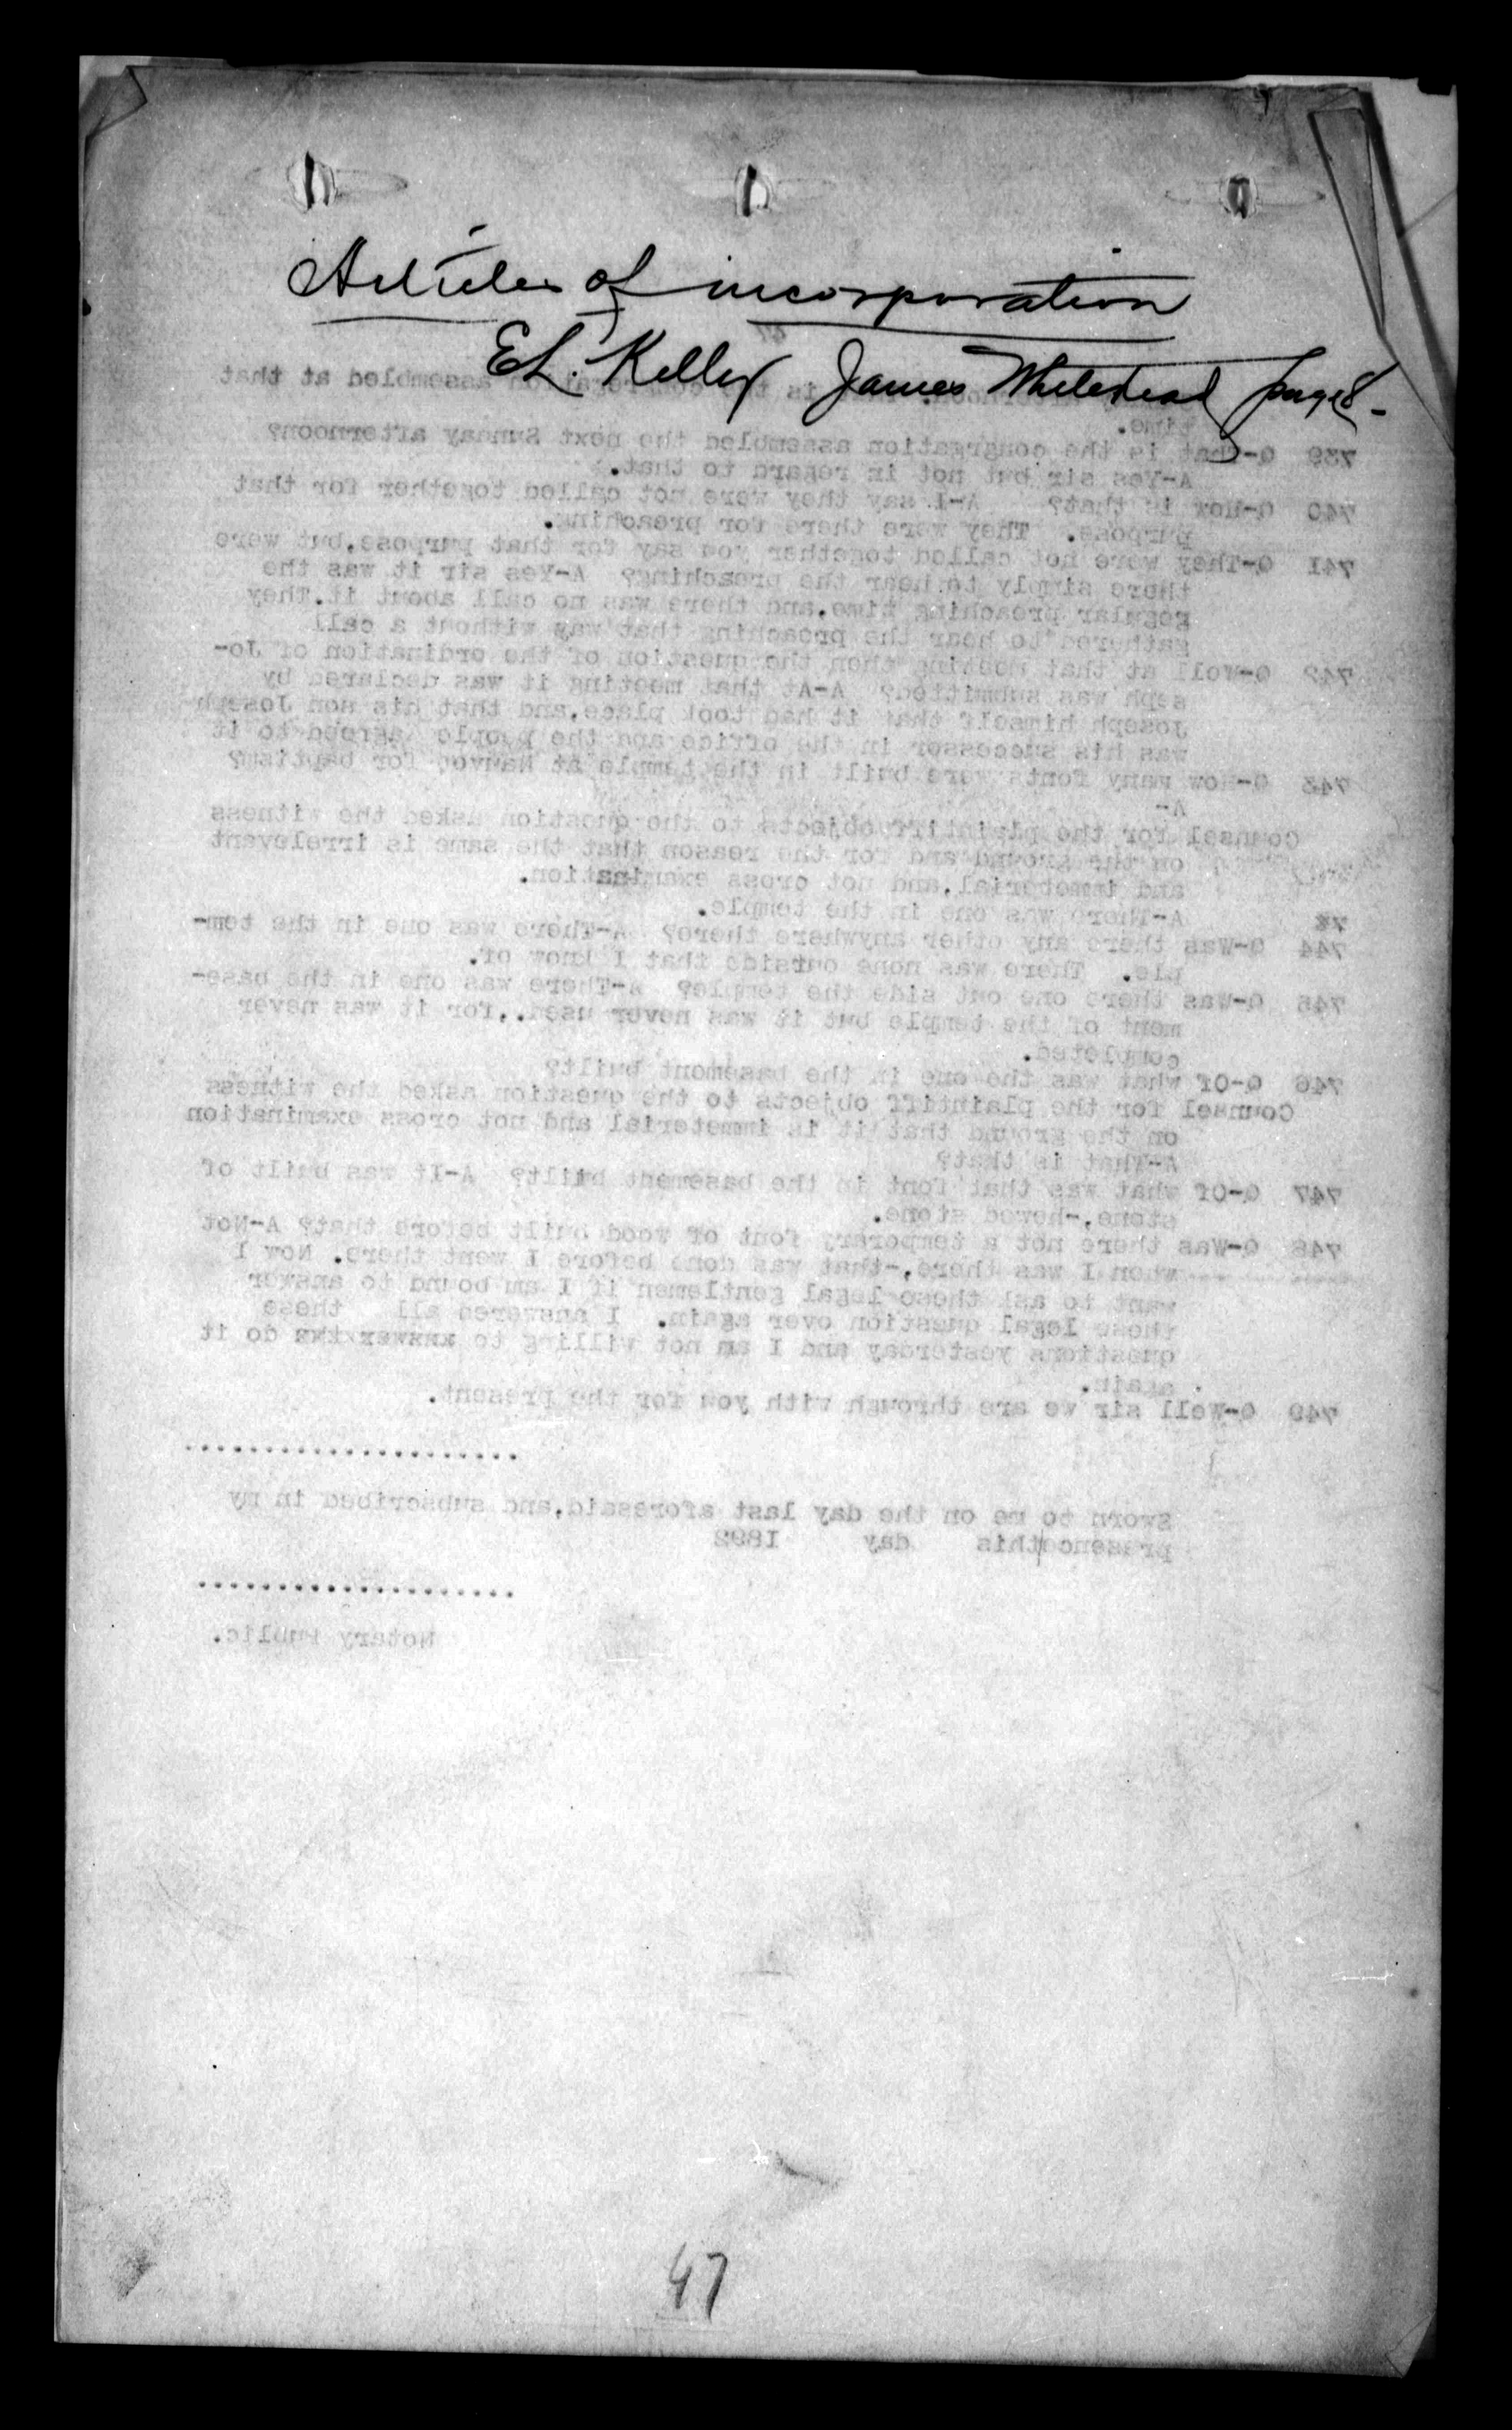 Articles of incorporation
E L. Kelley James Whitehead page 8-
is the congregation assembled at that
time.
739 Q-That is the congrgation assembled the next Sunday afternoon?
A-Yes sir but not in regard to that.
740 Q-How is that? A-I say they were not called together for that
purpose. They were there for preaching.
741 Q-They were not called together you say for that purpose,but were
there simply to hear the preaching? A-Yes sir it was the
regular preaching time,and there was no call about it.They
gathered to hear the preaching that way without a call
742 Q-Well at that meeting then the question of the ordination of Jo-
seph was submitted? A-At that meeting it was declared by
Joseph himself that it had took place,and that his son Joseph
was his successor in the office and the people agreed to it
743 Q-How many fonts were built in the temple at Nauvoo for baptism?
A-
Counsel for the plaintiff objects to the question asked the witness
on the ground and for the reason that the same is irrelevent
and immaterial,and not cross examination.
A-There was one in the temple.
744 Q-Was there any other anywhere there? A-There was one in the tem-
ple. There was none outside that I know of.
745 Q-Was there one out side the temple? A-There was one in the base-
ment of the temple but it was never used,.for it was never
completed.
746 Q-Of what was the one in the basement built?
Counsel for the plaintiff objects to the question asked the witness
on the ground that it is immaterial and not cross examination
A-What is that?
747 Q-Of what was that font in the basement built? A-It was built of
stone,-hewed stone.
748 Q-Was there not a temporary font of wood built before that? A-Not
when I was there,-that was done before I went there. Now I
want to ask these legal gentlemen if I am bound to answer
these legal question over again. I answered all these
questions yesterday and I am not willing to do it
again.
749 Q-Well sir we are through with you for the present.
.....................
Sworn to me on the day last aforesaid,and subscribed in my
presence this day 1892
....................
Notary Public.
47